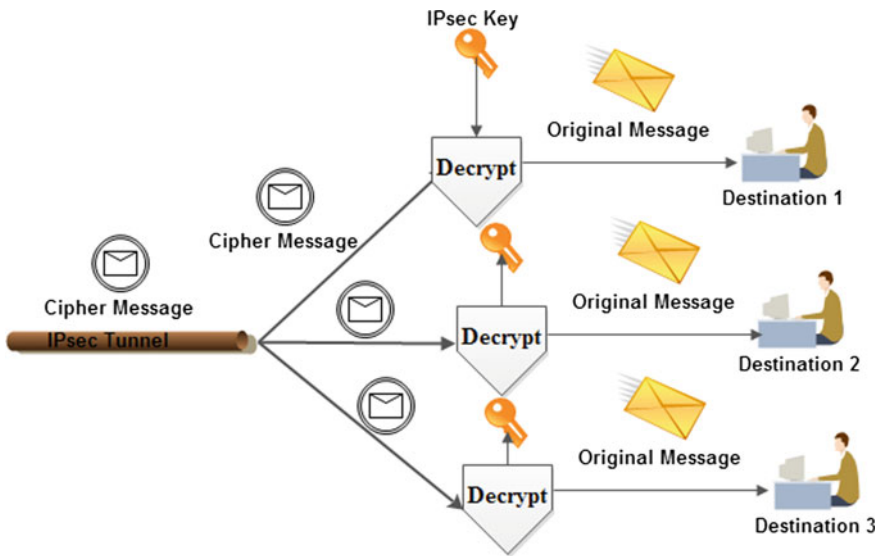 IPsec Key
Original Message
Decrypt
Destination 1
Cipher Message
Cipher Message
Original Message
IPsec Tunnel
Decrypt
Destination 2
Original Message
Decrypt
Destination 3